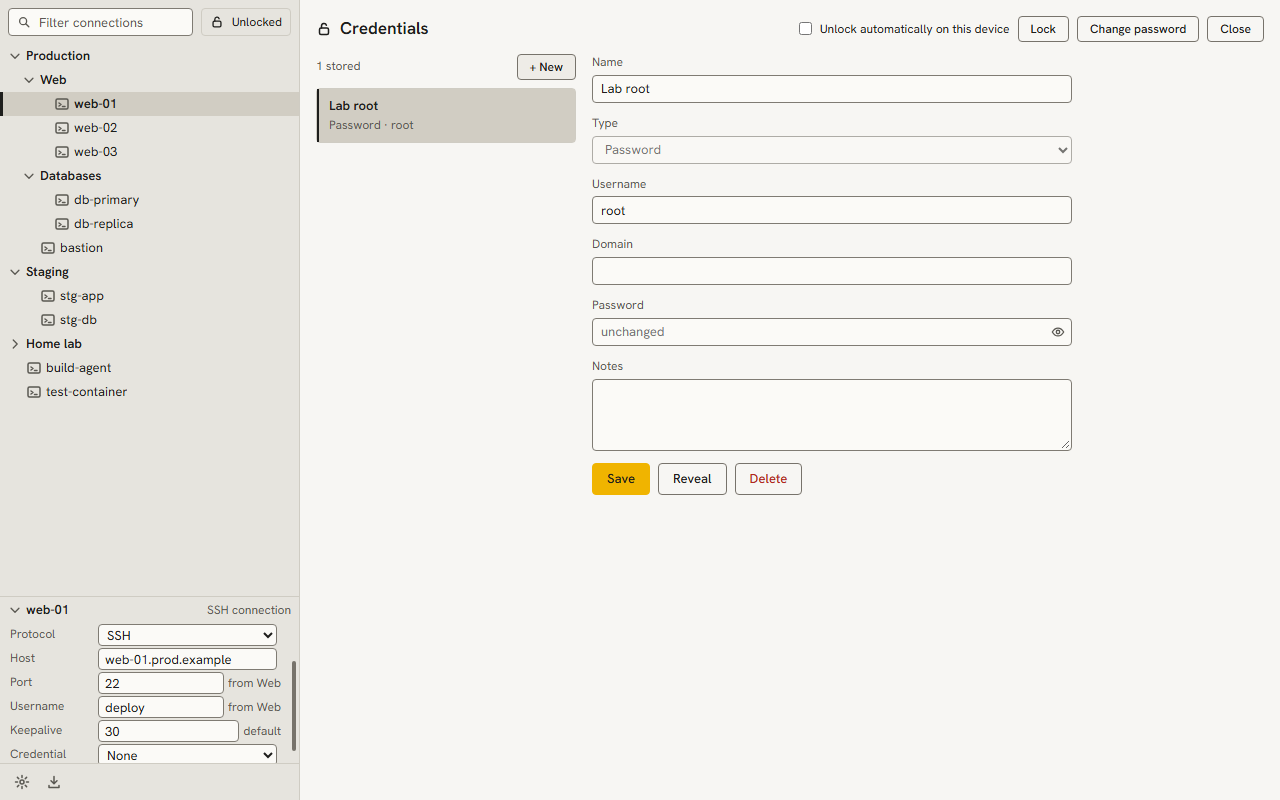 Filter connections
Unlocked
Production
Web
web-01
web-02
web-03
Databases
db-primary
db-replica
bastion
Staging
stg-app
stg-db
Home lab
build-agent
test-container
web-01 SSH connection
Protocol SSH
Host web-01.prod.example
Port 22 from Web
Username deploy from Web
Keepalive 30 default
Credential None
Credentials
Unlock automatically on this device Lock Change password Close
1 stored + New
Lab root
Password · root
Name
Lab root
Type
Password
Username
root
Domain
Password
unchanged
Notes
Save Reveal Delete